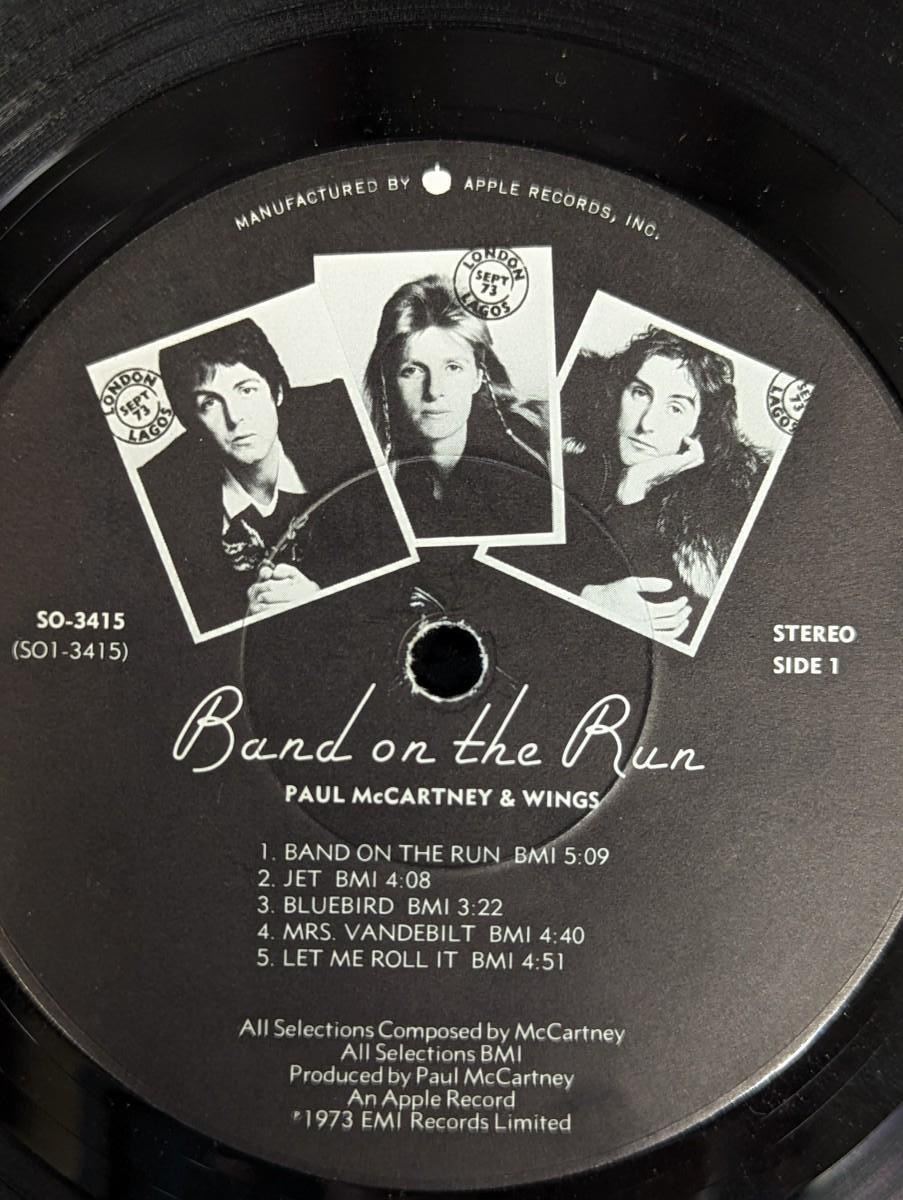 MANUFACTURED BY APPLE RECORDS, INC.
LONDON
SEPT
73
LAGOS
LONDON
SEPT
73
LAGOS
73
LAGOS
SO-3415
(SO1-3415)
STEREO
SIDE 1
Band on the Run
PAUL McCARTNEY & WINGS
1. BAND ON THE RUN BMI 5:09
2. JET BMI 4:08
3. BLUEBIRD BMI 3:22
4. MRS. VANDEBILT BMI 4:40
5. LET ME ROLL IT BMI 4:51
All Selections Composed by McCartney
All Selections BMI
Produced by Paul McCartney
An Apple Record
℗1973 EMI Records Limited